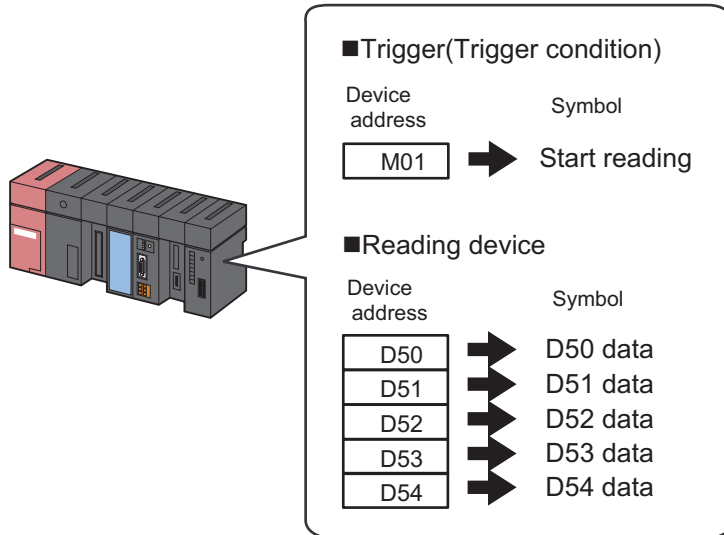 ■Trigger(Trigger condition)
Device
address
Symbol
M01
Start reading
■Reading device
Device
address
Symbol
D50
D50 data
D51
D51 data
D52
D52 data
D53
D53 data
D54
D54 data